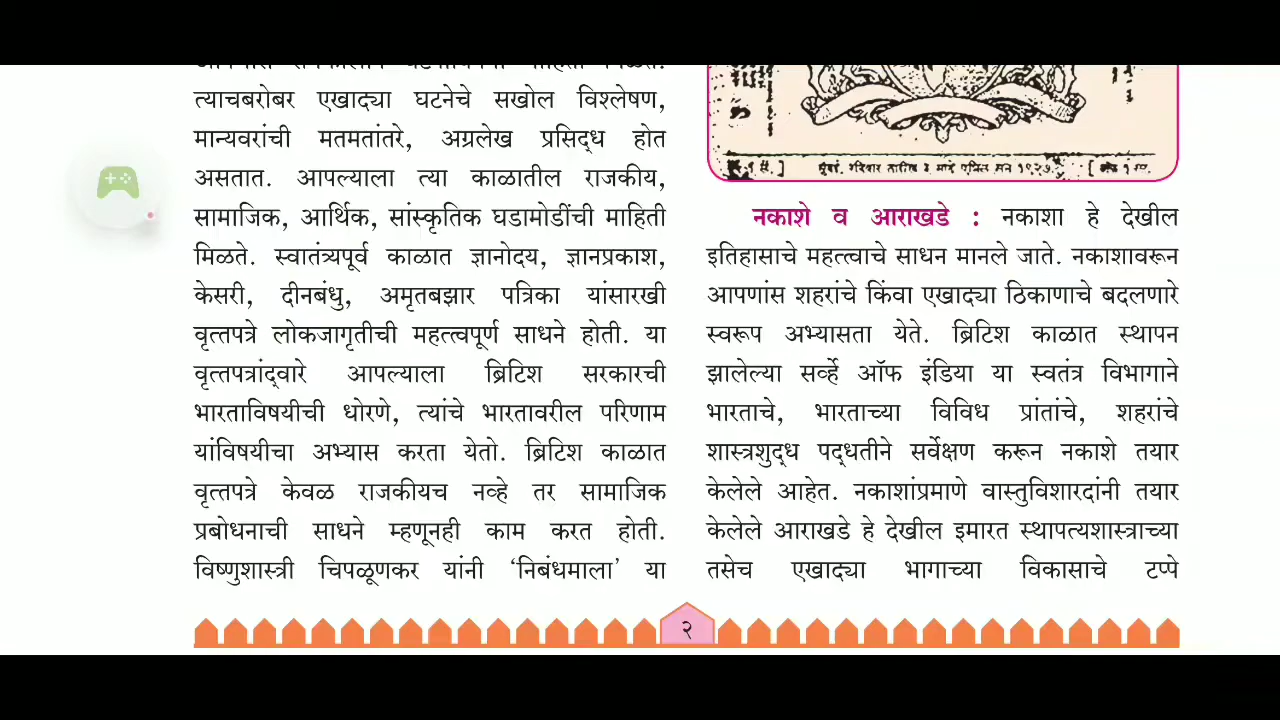 त्याचबरोबर एखाद्या घटनेचे सखोल विश्लेषण,
मान्यवरांची मतमतांतरे, अग्रलेख प्रसिद्ध होत
असतात. आपल्याला त्या काळातील राजकीय,
सामाजिक, आर्थिक, सांस्कृतिक घडामोडींची माहिती
मिळते. स्वातंत्र्यपूर्व काळात ज्ञानोदय, ज्ञानप्रकाश,
केसरी, दीनबंधु, अमृतबझार पत्रिका यांसारखी
वृत्तपत्रे लोकजागृतीची महत्त्वपूर्ण साधने होती. या
वृत्तपत्रांद्वारे आपल्याला ब्रिटिश सरकारची
भारताविषयीची धोरणे, त्यांचे भारतावरील परिणाम
यांविषयीचा अभ्यास करता येतो. ब्रिटिश काळात
वृत्तपत्रे केवळ राजकीयच नव्हे तर सामाजिक
प्रबोधनाची साधने म्हणूनही काम करत होती.
विष्णुशास्त्री चिपळूणकर यांनी ‘निबंधमाला’ या
नकाशे व आराखडे : नकाशा हे देखील
इतिहासाचे महत्त्वाचे साधन मानले जाते. नकाशावरून
आपणांस शहरांचे किंवा एखाद्या ठिकाणाचे बदलणारे
स्वरूप अभ्यासता येते. ब्रिटिश काळात स्थापन
झालेल्या सर्व्हे ऑफ इंडिया या स्वतंत्र विभागाने
भारताचे, भारताच्या विविध प्रांतांचे, शहरांचे
शास्त्रशुद्ध पद्धतीने सर्वेक्षण करून नकाशे तयार
केलेले आहेत. नकाशांप्रमाणे वास्तुविशारदांनी तयार
केलेले आराखडे हे देखील इमारत स्थापत्यशास्त्राच्या
तसेच एखाद्या भागाच्या विकासाचे टप्पे
२